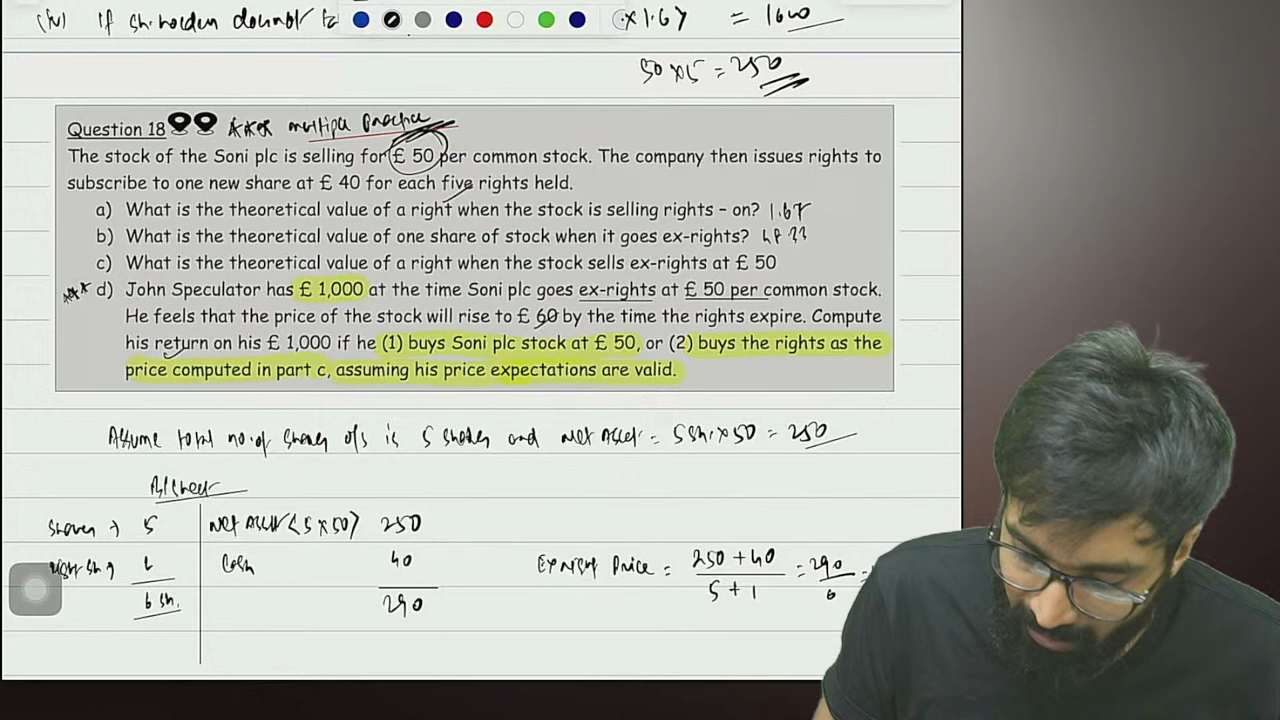 (iv) If sh.holder doesnot
×1.67 = 1600
50×5 = 250
Question 18 *** multiple practice
The stock of the Soni plc is selling for £ 50 per common stock. The company then issues rights to
subscribe to one new share at £ 40 for each five rights held.
a) What is the theoretical value of a right when the stock is selling rights – on? 1.67
b) What is the theoretical value of one share of stock when it goes ex-rights? 48.33
c) What is the theoretical value of a right when the stock sells ex-rights at £ 50
*** d) John Speculator has £ 1,000 at the time Soni plc goes ex-rights at £ 50 per common stock.
He feels that the price of the stock will rise to £ 60 by the time the rights expire. Compute
his return on his £ 1,000 if he (1) buys Soni plc stock at £ 50, or (2) buys the rights as the
price computed in part c, assuming his price expectations are valid.
Assume total no. of shares o/s is 5 shares and Net Asset = 5 sh. × 50 = 250
B/sheet
Shares → 5 Net Asset (5×50) 250
Right sh → 1 Cash 40
6 sh. 290
Exright Price = 250 + 40 / 5 + 1 = 290 / 6 =